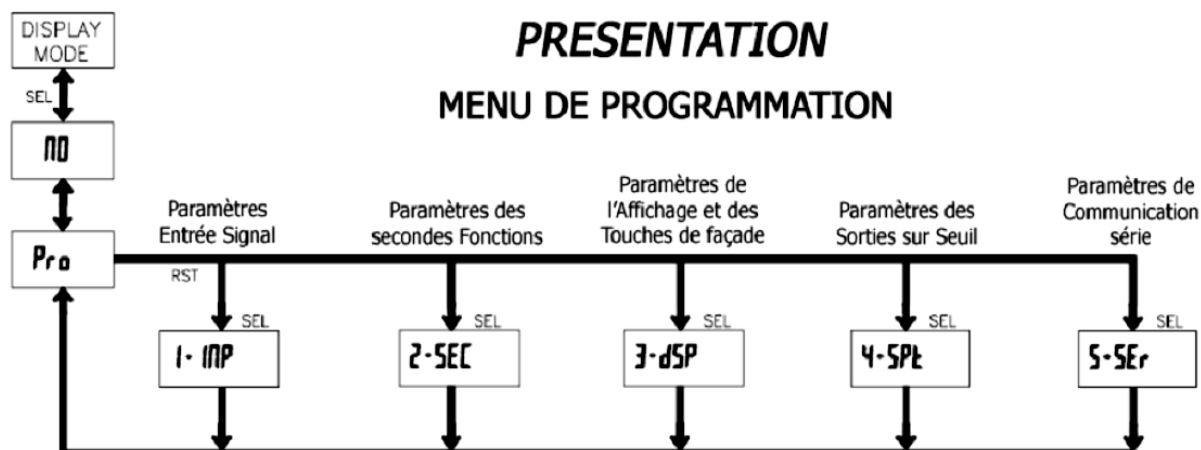 DISPLAY
MODE
PRESENTATION
SEL
MENU DE PROGRAMMATION
NO
Paramètres
Entrée Signal
Paramètres des
secondes Fonctions
Paramètres de
l'Affichage et des
Touches de façade
Paramètres des
Sorties sur Seuil
Paramètres de
Communication
série
Pro
RST
SEL
SEL
SEL
SEL
SEL
1-INP
2-SEC
3-dSP
4-SPt
5-SEr